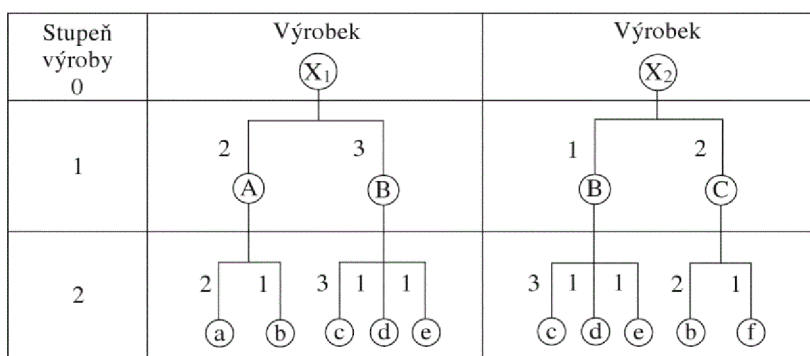 Stupeň
výroby
0
Výrobek
X₁
Výrobek
X₂
1
2 3
A B
1 2
B C
2
2 1 3 1 1
a b c d e
3 1 1 2 1
c d e b f